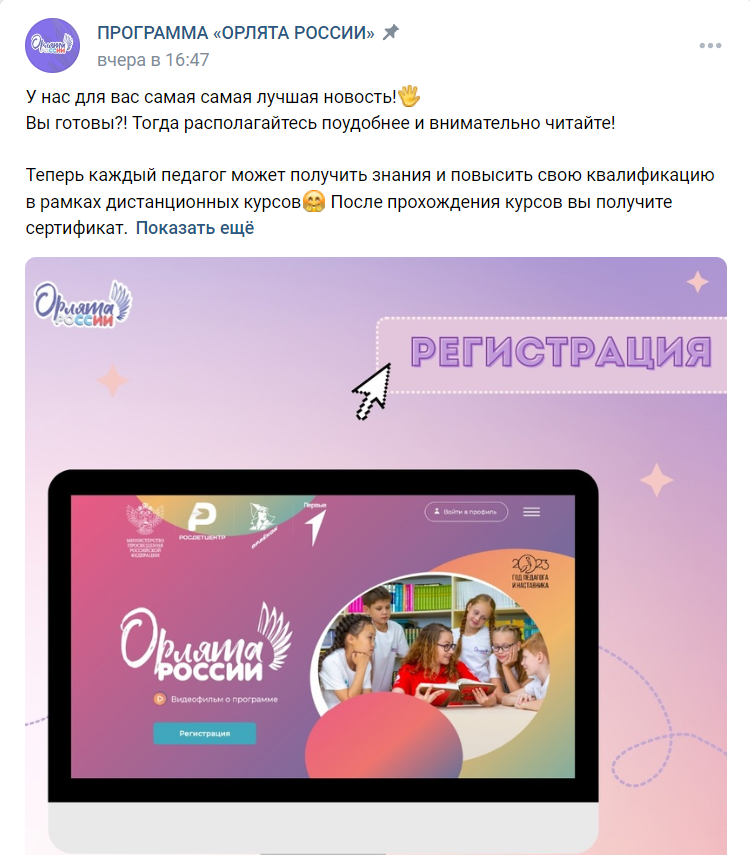 ПРОГРАММА «ОРЛЯТА РОССИИ»
вчера в 16:47
У нас для вас самая самая лучшая новость!
Вы готовы?! Тогда располагайтесь поудобнее и внимательно читайте!
Теперь каждый педагог может получить знания и повысить свою квалификацию
в рамках дистанционных курсов После прохождения курсов вы получите
сертификат. Показать ещё
Орлята
РОССИИ
РЕГИСТРАЦИЯ
МИНИСТЕРСТВО
ПРОСВЕЩЕНИЯ
РОССИЙСКОЙ
ФЕДЕРАЦИИ
РОСДЕТЦЕНТР
Первые
Войти в профиль
2023
ГОД ПЕДАГОГА
И НАСТАВНИКА
Орлята
РОССИИ
Видеофильм о программе
Регистрация